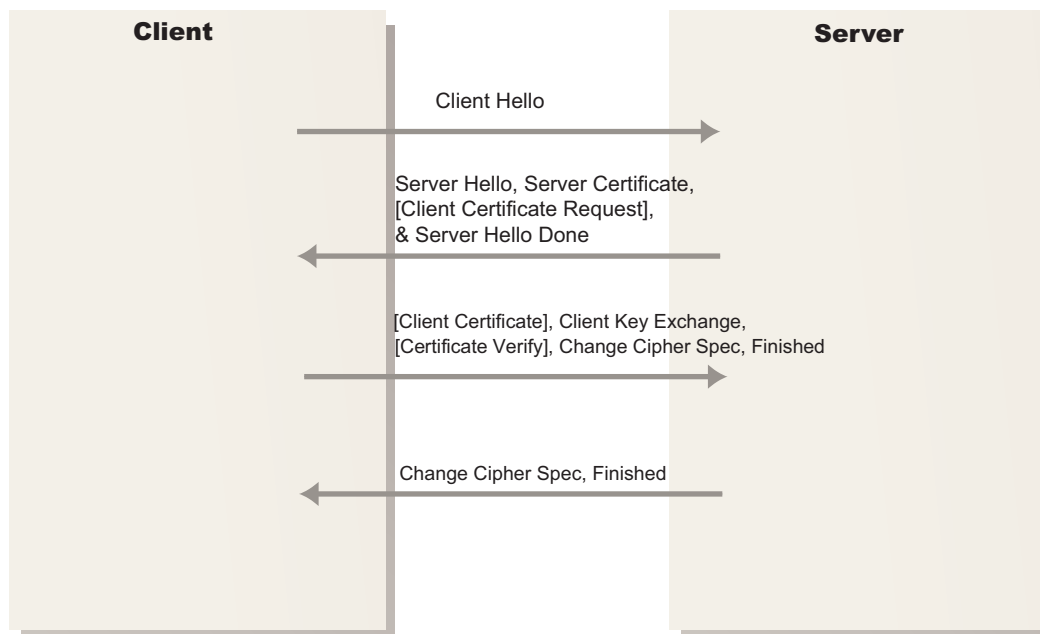 Client
Server
Client Hello
Server Hello, Server Certificate,
[Client Certificate Request],
& Server Hello Done
[Client Certificate], Client Key Exchange,
[Certificate Verify], Change Cipher Spec, Finished
Change Cipher Spec, Finished